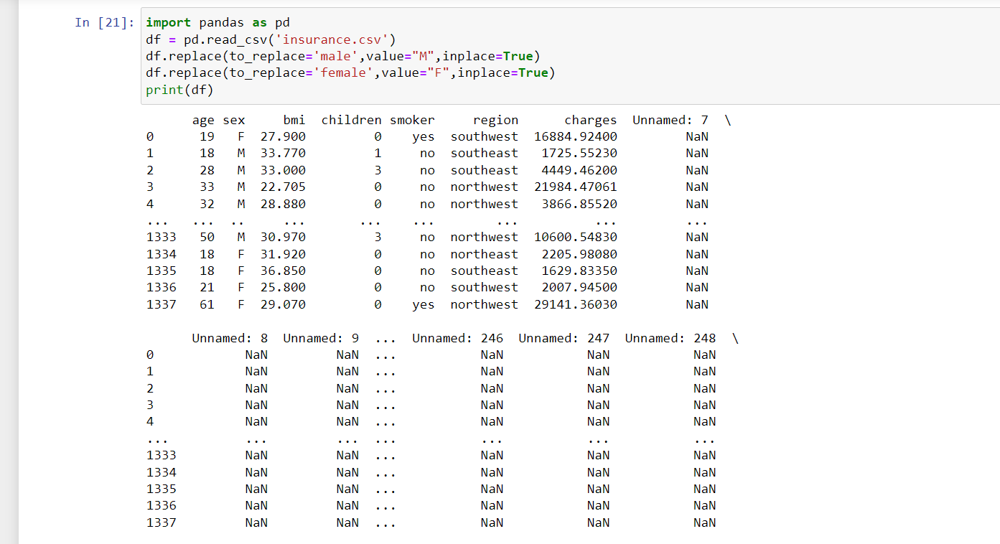 In [21]: import pandas as pd
df = pd.read_csv('insurance.csv')
df.replace(to_replace='male',value="M",inplace=True)
df.replace(to_replace='female',value="F",inplace=True)
print(df)
age sex bmi children smoker region charges Unnamed: 7 \
0 19 F 27.900 0 yes southwest 16884.92400 NaN
1 18 M 33.770 1 no southeast 1725.55230 NaN
2 28 M 33.000 3 no southeast 4449.46200 NaN
3 33 M 22.705 0 no northwest 21984.47061 NaN
4 32 M 28.880 0 no northwest 3866.85520 NaN
... ... .. ... ... ... ... ... ...
1333 50 M 30.970 3 no northwest 10600.54830 NaN
1334 18 F 31.920 0 no northeast 2205.98080 NaN
1335 18 F 36.850 0 no southeast 1629.83350 NaN
1336 21 F 25.800 0 no southwest 2007.94500 NaN
1337 61 F 29.070 0 yes northwest 29141.36030 NaN
Unnamed: 8 Unnamed: 9 ... Unnamed: 246 Unnamed: 247 Unnamed: 248 \
0 NaN NaN ... NaN NaN NaN
1 NaN NaN ... NaN NaN NaN
2 NaN NaN ... NaN NaN NaN
3 NaN NaN ... NaN NaN NaN
4 NaN NaN ... NaN NaN NaN
... ... ... ... ... ... ...
1333 NaN NaN ... NaN NaN NaN
1334 NaN NaN ... NaN NaN NaN
1335 NaN NaN ... NaN NaN NaN
1336 NaN NaN ... NaN NaN NaN
1337 NaN NaN ... NaN NaN NaN